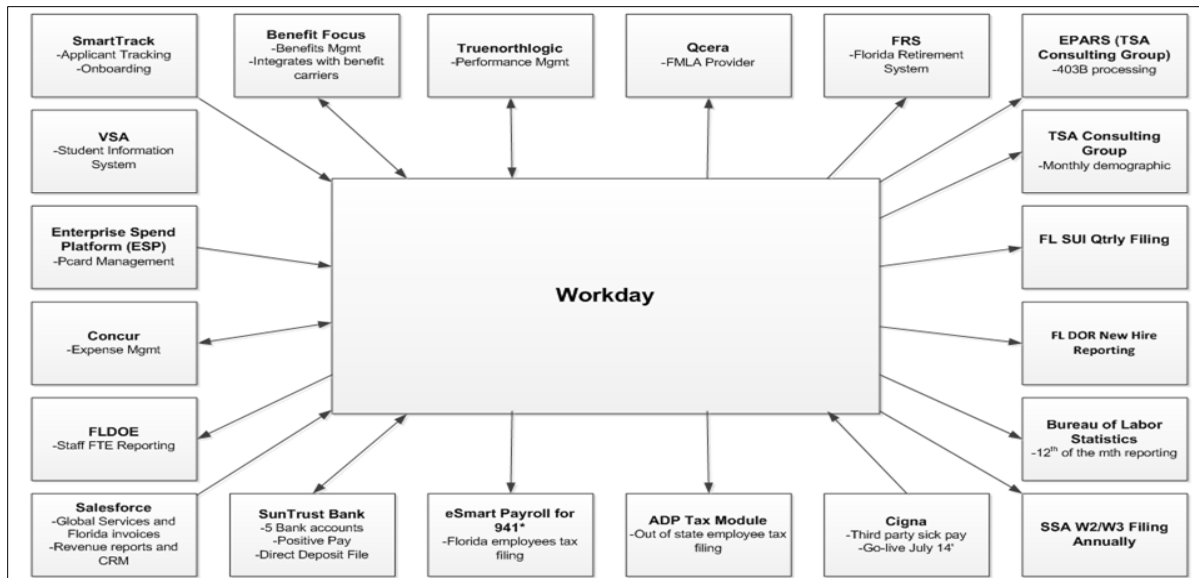 SmartTrack
-Applicant Tracking
-Onboarding
Benefit Focus
-Benefits Mgmt
-Integrates with benefit
carriers
Truenorthlogic
-Performance Mgmt
Qcera
-FMLA Provider
FRS
-Florida Retirement
System
EPARS (TSA
Consulting Group)
-403B processing
VSA
-Student Information
System
TSA Consulting
Group
-Monthly demographic
Enterprise Spend
Platform (ESP)
-Pcard Management
FL SUI Qtrly Filing
Workday
Concur
-Expense Mgmt
FL DOR New Hire
Reporting
FLDOE
-Staff FTE Reporting
Bureau of Labor
Statistics
-12th of the mth reporting
Salesforce
-Global Services and
Florida invoices
-Revenue reports and
CRM
SunTrust Bank
-5 Bank accounts
-Positive Pay
-Direct Deposit File
eSmart Payroll for
941*
-Florida employees tax
filing
ADP Tax Module
-Out of state employee tax
filing
Cigna
-Third party sick pay
-Go-live July 14'
SSA W2/W3 Filing
Annually